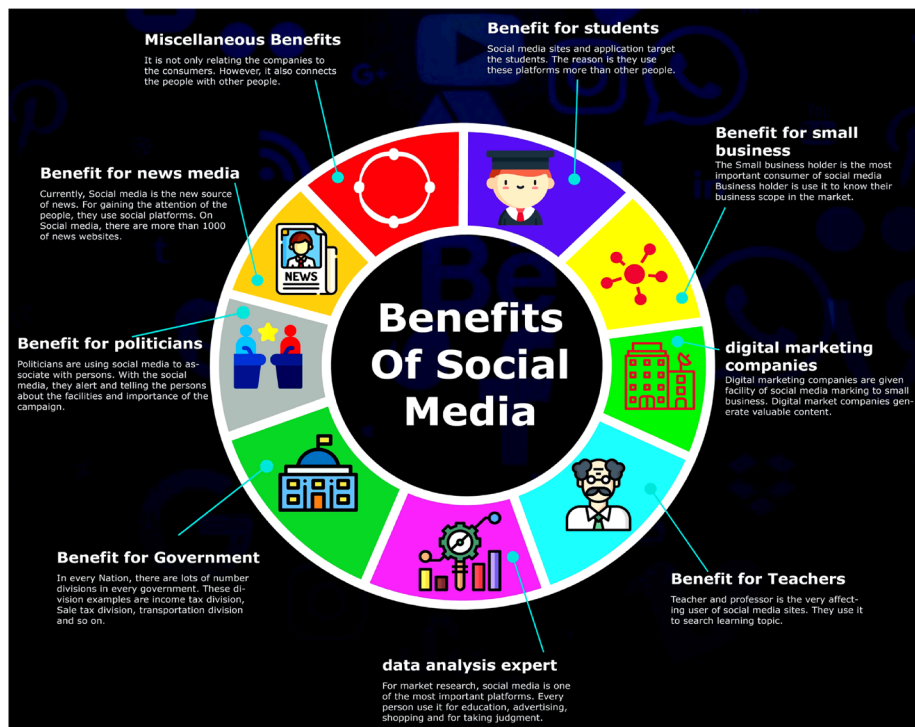 Benefit for students
Social media sites and application target
the students. The reason is they use
these platforms more than other people.
Miscellaneous Benefits
It is not only relating the companies to
the consumers. However, it also connects
the people with other people.
Benefit for small
business
The Small business holder is the most
important consumer of social media
Business holder is use it to know their
business scope in the market.
Benefit for news media
Currently, Social media is the new source
of news. For gaining the attention of the
people, they use social platforms. On
Social media, there are more than 1000
of news websites.
NEWS
Benefits
Of Social
Media
Benefit for politicians
Politicians are using social media to as-
sociate with persons. With the social
media, they alert and telling the persons
about the facilities and importance of the
campaign.
digital marketing
companies
Digital marketing companies are given
facility of social media marking to small
business. Digital market companies gen-
erate valuable content.
Benefit for Government
In every Nation, there are lots of number
divisions in every government. These di-
vision examples are income tax division,
Sale tax division, transportation division
and so on.
Benefit for Teachers
Teacher and professor is the very affect-
ing user of social media sites. They use it
to search learning topic.
data analysis expert
For market research, social media is one
of the most important platforms. Every
person use it for education, advertising,
shopping and for taking judgment.